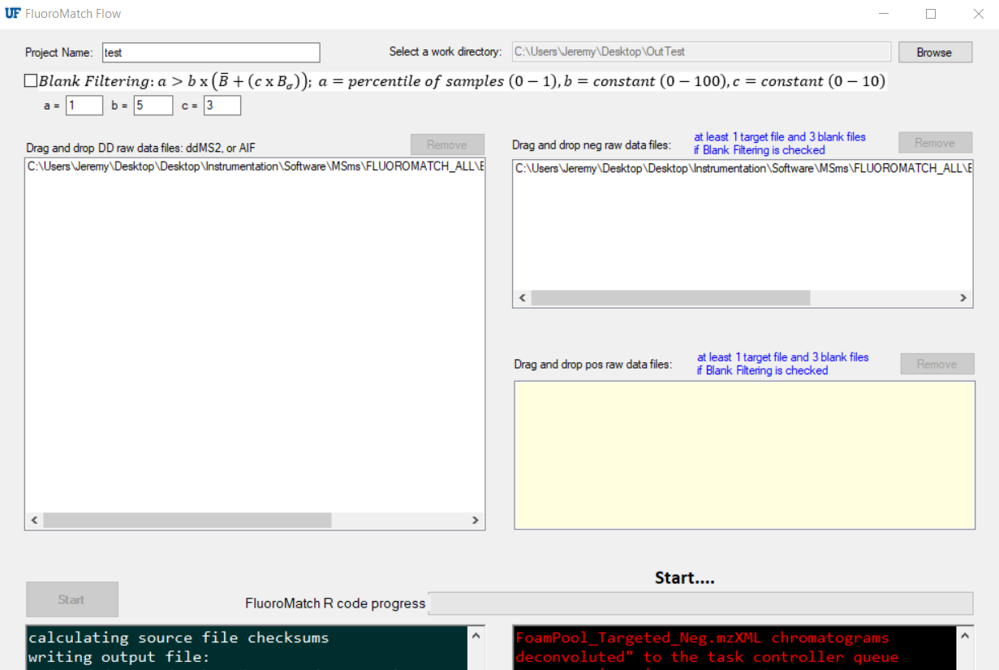 UF FluoroMatch Flow
Project Name: test Select a work directory: C:\Users\Jeremy\Desktop\OutTest Browse
Blank Filtering: a > b x (B̄ + (c x Bσ)); a = percentile of samples (0 − 1), b = constant (0 − 100), c = constant (0 − 10)
a = 1 b = 5 c = 3
Drag and drop DD raw data files: ddMS2, or AIF Remove
C:\Users\Jeremy\Desktop\Desktop\Instrumentation\Software\MSms\FLUOROMATCH_ALL\E
Drag and drop neg raw data files: at least 1 target file and 3 blank files Remove
if Blank Filtering is checked
C:\Users\Jeremy\Desktop\Desktop\Instrumentation\Software\MSms\FLUOROMATCH_ALL\E
Drag and drop pos raw data files: at least 1 target file and 3 blank files Remove
if Blank Filtering is checked
Start....
Start FluoroMatch R code progress
calculating source file checksums
writing output file:
FoamPool_Targeted_Neg.mzXML chromatograms
deconvoluted" to the task controller queue